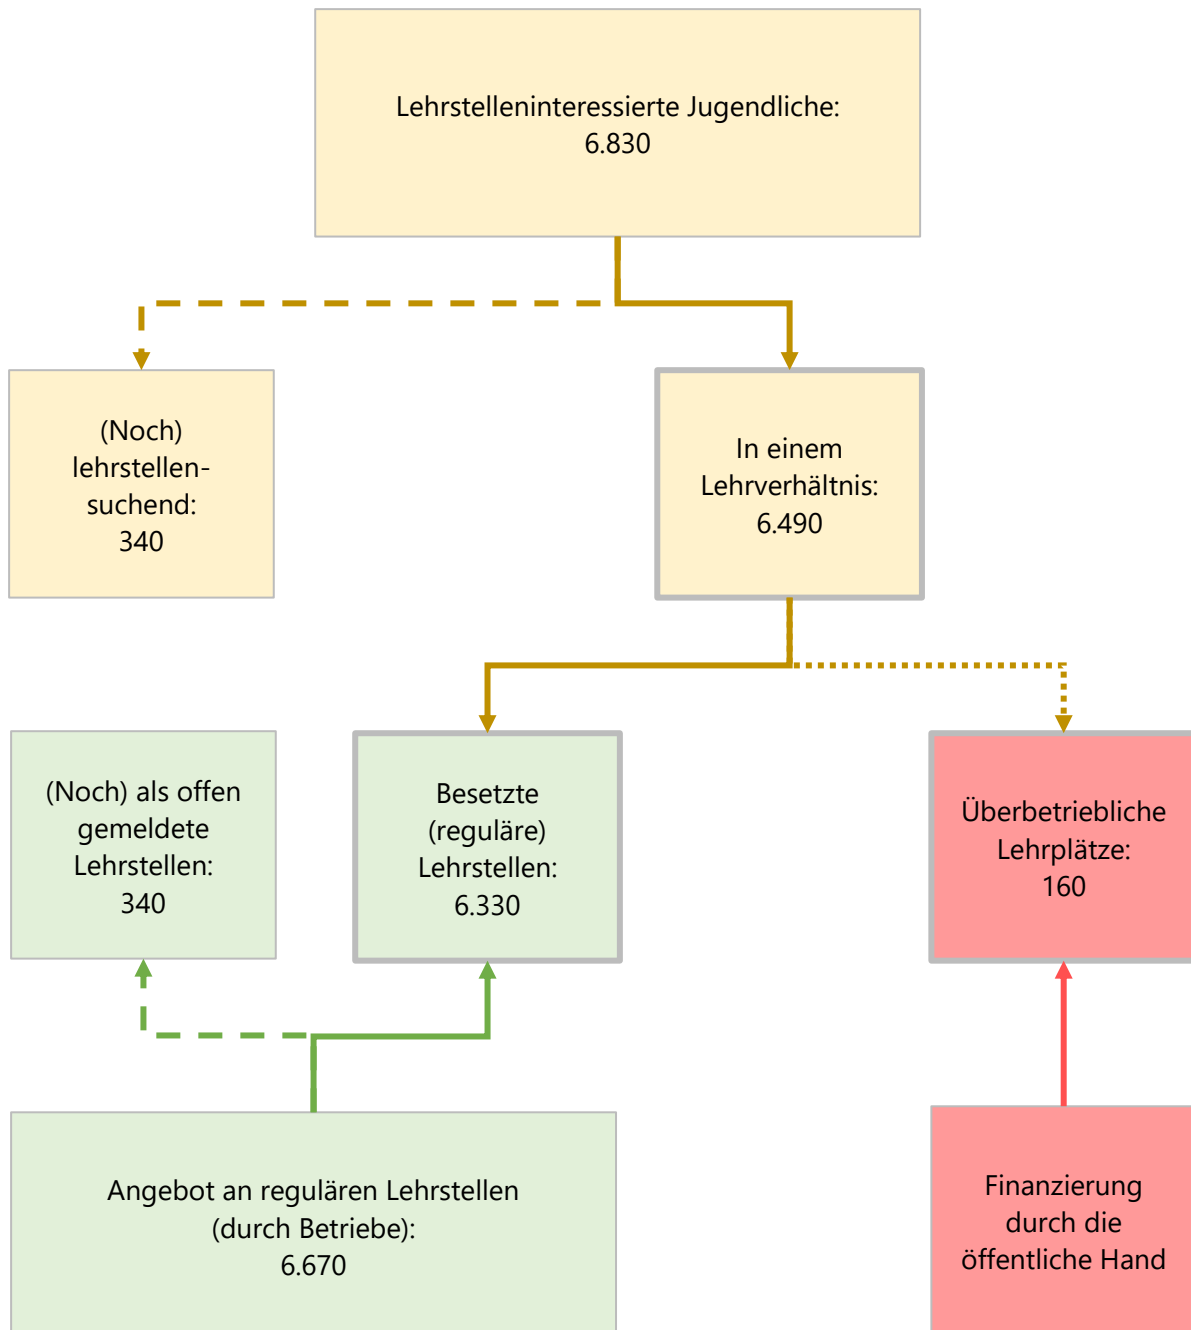 Lehrstelleninteressierte Jugendliche:
6.830
(Noch)
lehrstellen-
suchend:
340
In einem
Lehrverhältnis:
6.490
(Noch) als offen
gemeldete
Lehrstellen:
340
Besetzte
(reguläre)
Lehrstellen:
6.330
Überbetriebliche
Lehrplätze:
160
Angebot an regulären Lehrstellen
(durch Betriebe):
6.670
Finanzierung
durch die
öffentliche Hand